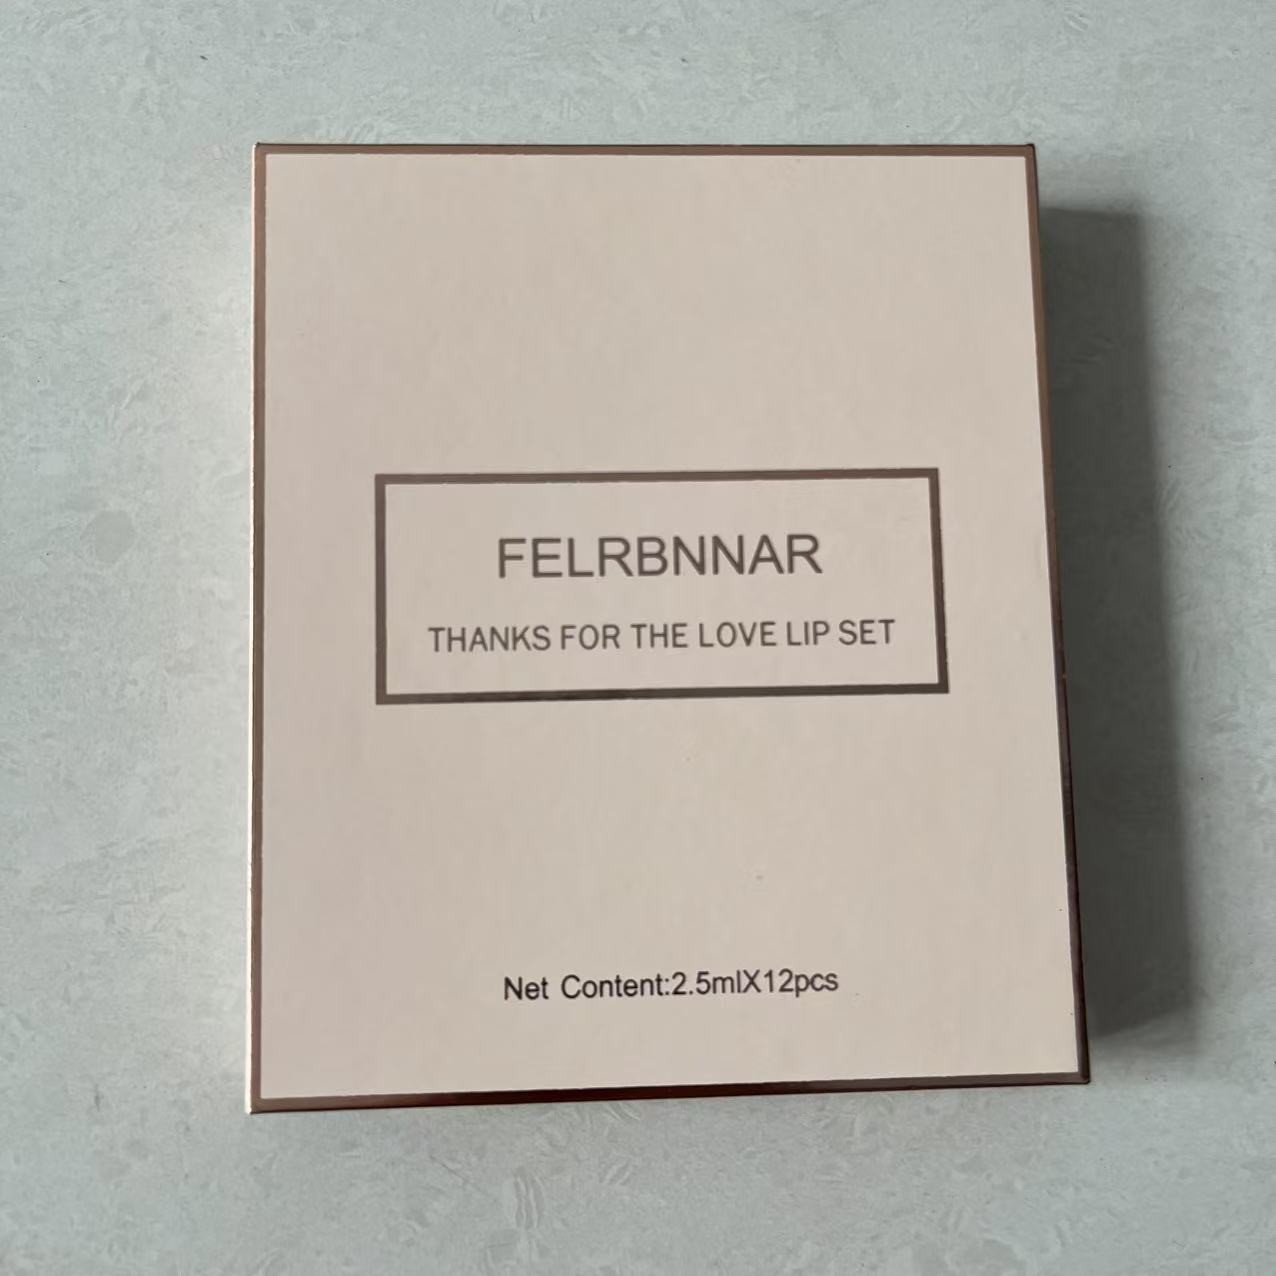 FELRBNNAR
THANKS FOR THE LOVE LIP SET
Net Content:2.5mlX12pcs